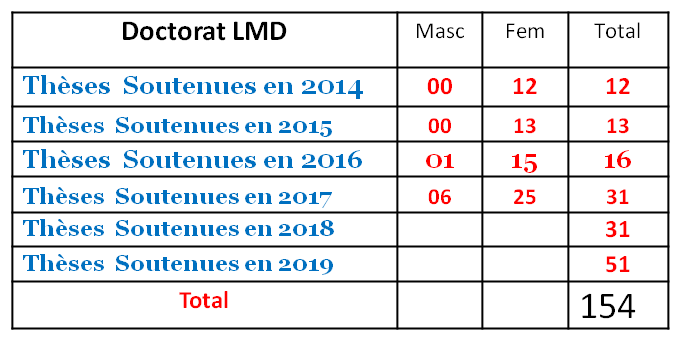 Doctorat LMD Masc Fem Total
Thèses Soutenues en 2014 00 12 12
Thèses Soutenues en 2015 00 13 13
Thèses Soutenues en 2016 01 15 16
Thèses Soutenues en 2017 06 25 31
Thèses Soutenues en 2018 31
Thèses Soutenues en 2019 51
Total 154